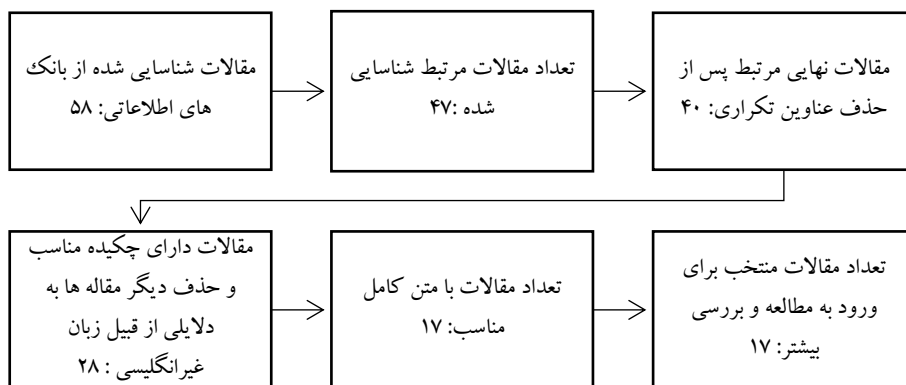 مقالات شناسایی شده از بانک
های اطلاعاتی: ۵۸
تعداد مقالات مرتبط شناسایی
شده :۴۷
مقالات نهایی مرتبط پس از
حذف عناوین تکراری: ۴۰
مقالات دارای چکیده مناسب
و حذف دیگر مقاله ها به
دلایلی از قبیل زبان
غیرانگلیسی : ۲۸
تعداد مقالات با متن کامل
مناسب: ۱۷
تعداد مقالات منتخب برای
ورود به مطالعه و بررسی
بیشتر: ۱۷